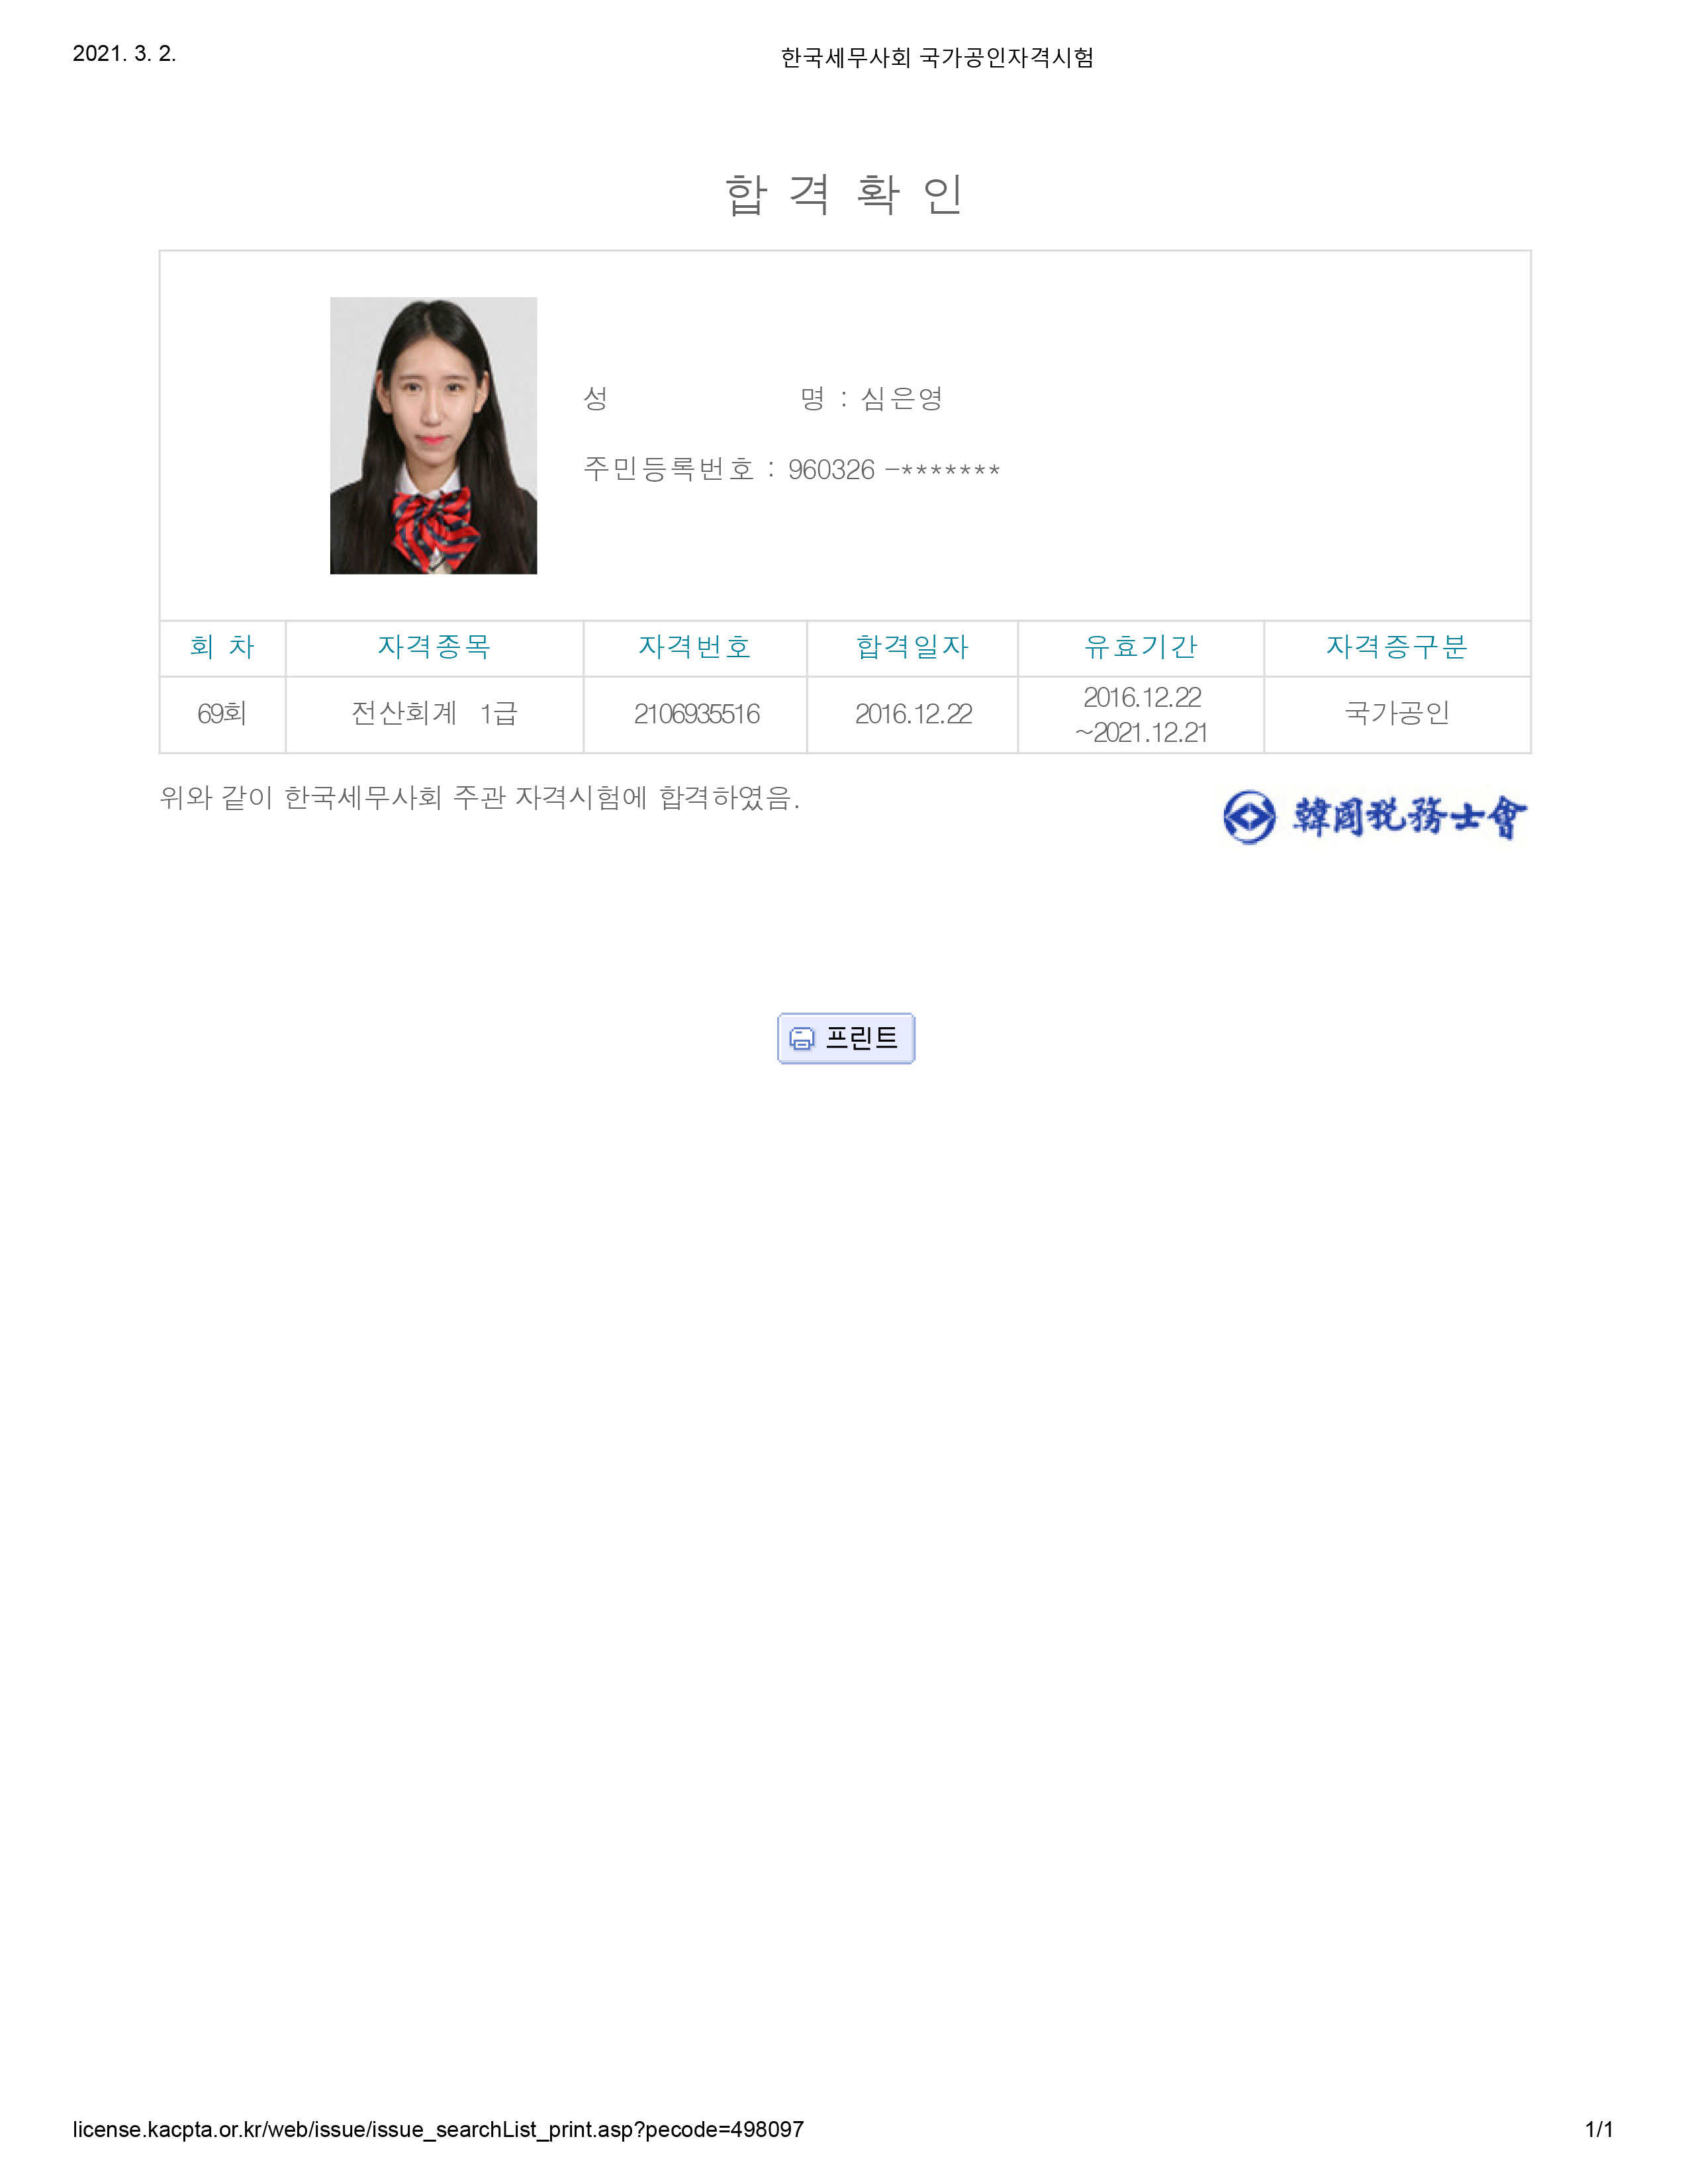 2021. 3. 2.
한국세무사회 국가공인자격시험
합 격 확 인
성 명 : 심은영
주민등록번호 : 960326 –*******
회 차 자격종목 자격번호 합격일자 유효기간 자격증구분
69회 전산회계 1급 2106935516 2016.12.22 2016.12.22 ~2021.12.21 국가공인
위와 같이 한국세무사회 주관 자격시험에 합격하였음.
韓國税務士會
프린트
license.kacpta.or.kr/web/issue/issue_searchList_print.asp?pecode=498097
1/1